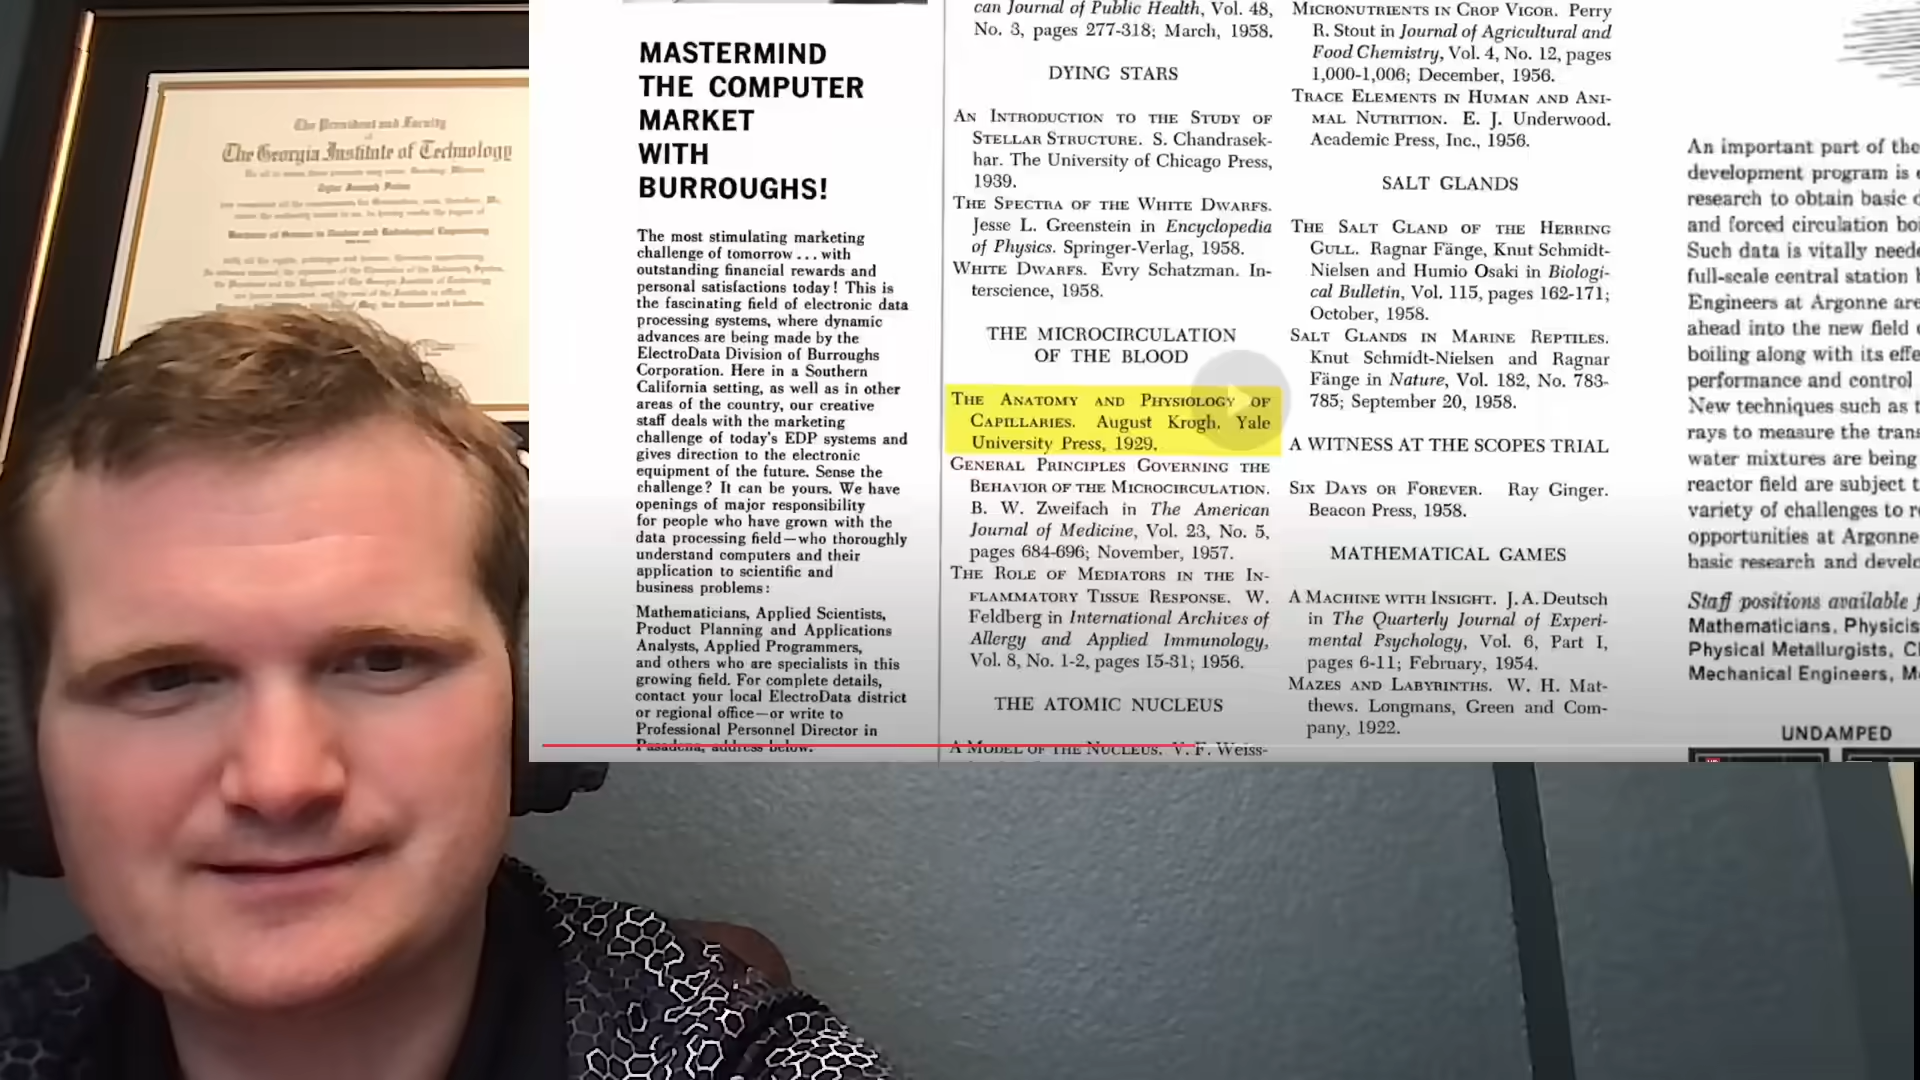 The President and Faculty
of
The Georgia Institute of Technology
MASTERMIND
THE COMPUTER
MARKET
WITH
BURROUGHS!
The most stimulating marketing
challenge of tomorrow ... with
outstanding financial rewards and
personal satisfactions today! This is
the fascinating field of electronic data
processing systems, where dynamic
advances are being made by the
ElectroData Division of Burroughs
Corporation. Here in a Southern
California setting, as well as in other
areas of the country, our creative
staff deals with the marketing
challenge of today's EDP systems and
gives direction to the electronic
equipment of the future. Sense the
challenge? It can be yours. We have
openings of major responsibility
for people who have grown with the
data processing field—who thoroughly
understand computers and their
application to scientific and
business problems:
Mathematicians, Applied Scientists,
Product Planning and Applications
Analysts, Applied Programmers,
and others who are specialists in this
growing field. For complete details,
contact your local ElectroData district
or regional office—or write to
Professional Personnel Director in
Pasadena, address below.
can Journal of Public Health, Vol. 48,
No. 3, pages 277-318; March, 1958.
DYING STARS
AN INTRODUCTION TO THE STUDY OF
STELLAR STRUCTURE. S. Chandrasek-
har. The University of Chicago Press,
1939.
THE SPECTRA OF THE WHITE DWARFS.
Jesse L. Greenstein in Encyclopedia
of Physics. Springer-Verlag, 1958.
WHITE DWARFS. Evry Schatzman. In-
terscience, 1958.
THE MICROCIRCULATION
OF THE BLOOD
THE ANATOMY AND PHYSIOLOGY OF
CAPILLARIES. August Krogh. Yale
University Press, 1929.
GENERAL PRINCIPLES GOVERNING THE
BEHAVIOR OF THE MICROCIRCULATION.
B. W. Zweifach in The American
Journal of Medicine, Vol. 23, No. 5,
pages 684-696; November, 1957.
THE ROLE OF MEDIATORS IN THE IN-
FLAMMATORY TISSUE RESPONSE. W.
Feldberg in International Archives of
Allergy and Applied Immunology,
Vol. 8, No. 1-2, pages 15-31; 1956.
THE ATOMIC NUCLEUS
A MODEL OF THE NUCLEUS. V. F. Weiss-
MICRONUTRIENTS IN CROP VIGOR. Perry
R. Stout in Journal of Agricultural and
Food Chemistry, Vol. 4, No. 12, pages
1,000-1,006; December, 1956.
TRACE ELEMENTS IN HUMAN AND ANI-
MAL NUTRITION. E. J. Underwood.
Academic Press, Inc., 1956.
SALT GLANDS
THE SALT GLAND OF THE HERRING
GULL. Ragnar Fänge, Knut Schmidt-
Nielsen and Humio Osaki in Biologi-
cal Bulletin, Vol. 115, pages 162-171;
October, 1958.
SALT GLANDS IN MARINE REPTILES.
Knut Schmidt-Nielsen and Ragnar
Fänge in Nature, Vol. 182, No. 783-
785; September 20, 1958.
A WITNESS AT THE SCOPES TRIAL
SIX DAYS OR FOREVER. Ray Ginger.
Beacon Press, 1958.
MATHEMATICAL GAMES
A MACHINE WITH INSIGHT. J. A. Deutsch
in The Quarterly Journal of Experi-
mental Psychology, Vol. 6, Part I,
pages 6-11; February, 1954.
MAZES AND LABYRINTHS. W. H. Mat-
thews. Longmans, Green and Com-
pany, 1922.
An important part of the
development program is
research to obtain basic
and forced circulation
Such data is vitally
full-scale central station
Engineers at Argonne are
ahead into the new field
boiling along with its
performance and control
New techniques such as
rays to measure the
water mixtures are being
reactor field are subject
variety of challenges to
opportunities at Argonne
basic research and
Staff positions available
Mathematicians,
Physical Metallurgists,
Mechanical Engineers,
UNDAMPED